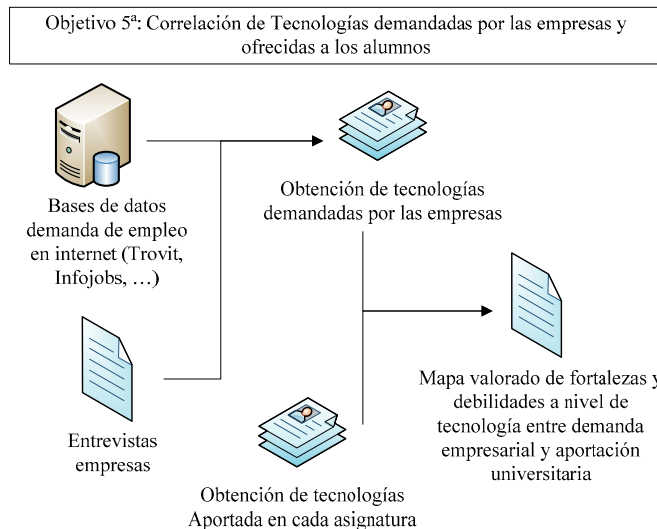 Objetivo 5ª: Correlación de Tecnologías demandadas por las empresas y
ofrecidas a los alumnos
Bases de datos
demanda de empleo
en internet (Trovit,
Infojobs, …)
Obtención de tecnologías
demandadas por las empresas
Entrevistas
empresas
Obtención de tecnologías
Aportada en cada asignatura
Mapa valorado de fortalezas y
debilidades a nivel de
tecnología entre demanda
empresarial y aportación
universitaria